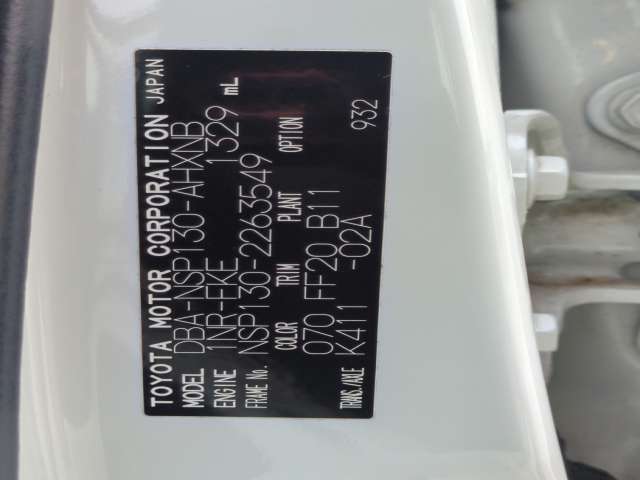 TOYOTA MOTOR CORPORATION JAPAN
MODEL DBA-NSP130-AHXNB
ENGINE 1NR-FKE 1329 mL
FRAME No. NSP130-2263549
COLOR TRIM PLANT OPTION
070 FF20 B11
TRANS./AXLE K411 -02A 932